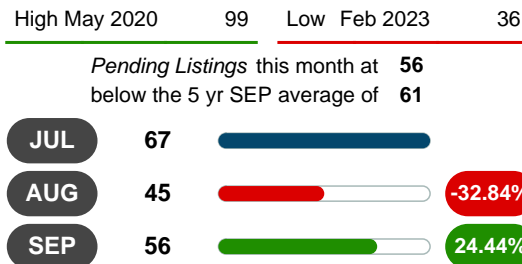 High May 2020 99 Low Feb 2023 36
Pending Listings this month at 56
below the 5 yr SEP average of 61
JUL 67
AUG 45 -32.84%
SEP 56 24.44%